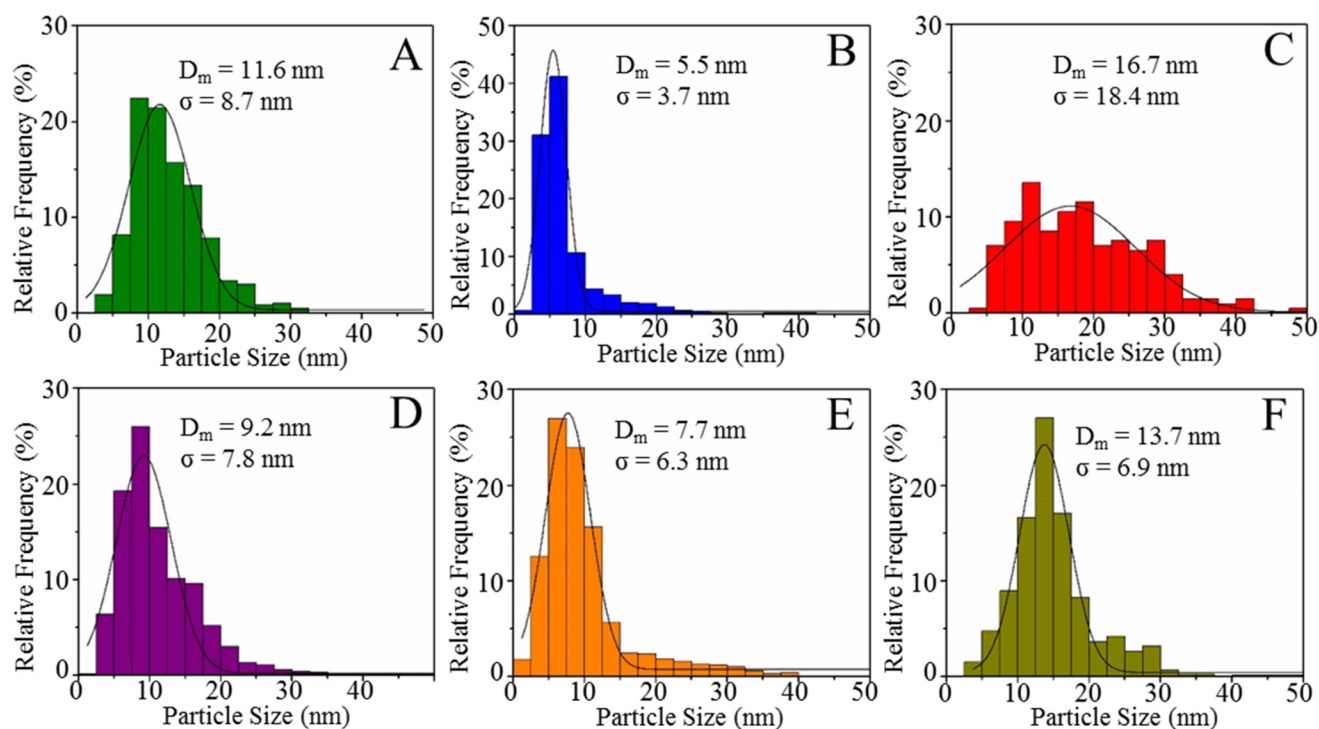 A
D_m = 11.6 nm
σ = 8.7 nm
Relative Frequency (%)
30
20
10
0
0 10 20 30 40 50
Particle Size (nm)
B
D_m = 5.5 nm
σ = 3.7 nm
Relative Frequency (%)
50
40
30
20
10
0
0 10 20 30 40 50
Particle Size (nm)
C
D_m = 16.7 nm
σ = 18.4 nm
Relative Frequency (%)
30
20
10
0
0 10 20 30 40 50
Particle Size (nm)
D
D_m = 9.2 nm
σ = 7.8 nm
Relative Frequency (%)
30
20
10
0
0 10 20 30 40
Particle Size (nm)
E
D_m = 7.7 nm
σ = 6.3 nm
Relative Frequency (%)
30
20
10
0
0 10 20 30 40 50
Particle Size (nm)
F
D_m = 13.7 nm
σ = 6.9 nm
Relative Frequency (%)
30
20
10
0
0 10 20 30 40 50
Particle Size (nm)